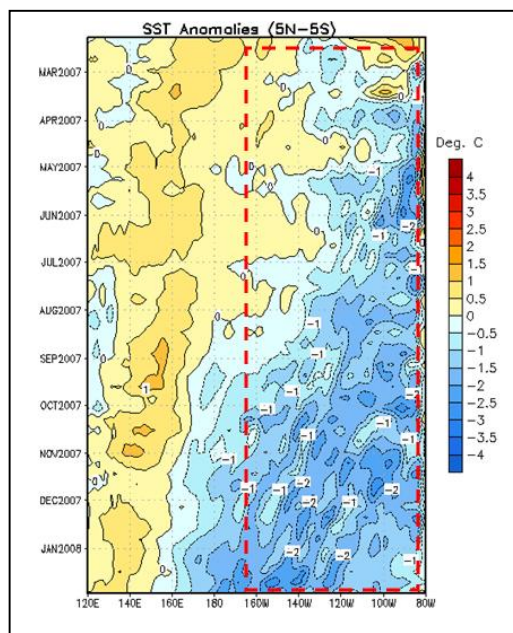 SST Anomalies (5N-5S)
MAR2007
APR2007
MAY2007
JUN2007
JUL2007
AUG2007
SEP2007
OCT2007
NOV2007
DEC2007
JAN2008
120E 140E 160E 180 160W 140W 120W 100W 80W
Deg. C
4
3.5
3
2.5
2
1.5
1
0.5
0
-0.5
-1
-1.5
-2
-2.5
-3
-3.5
-4